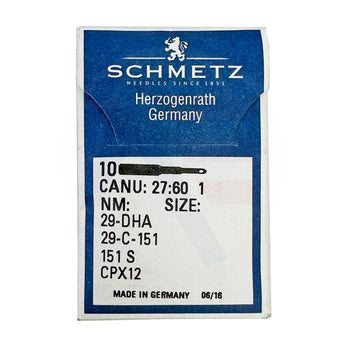 SCHMETZ
NEEDLES SINCE 1851
Herzogenrath
Germany
10
CANU: 27:60 1
NM: SIZE:
29-DHA
29-C-151
151 S
CPX12
MADE IN GERMANY 06/16